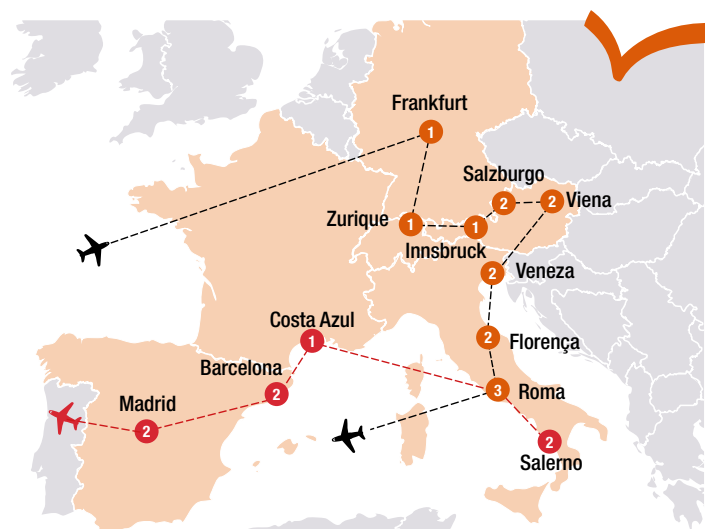 Frankfurt
1
Salzburgo
2
2
Viena
Zurique
1
1
Innsbruck
2
Veneza
Costa Azul
1
2
Florença
Barcelona
2
3
Roma
Madrid
2
2
Salerno